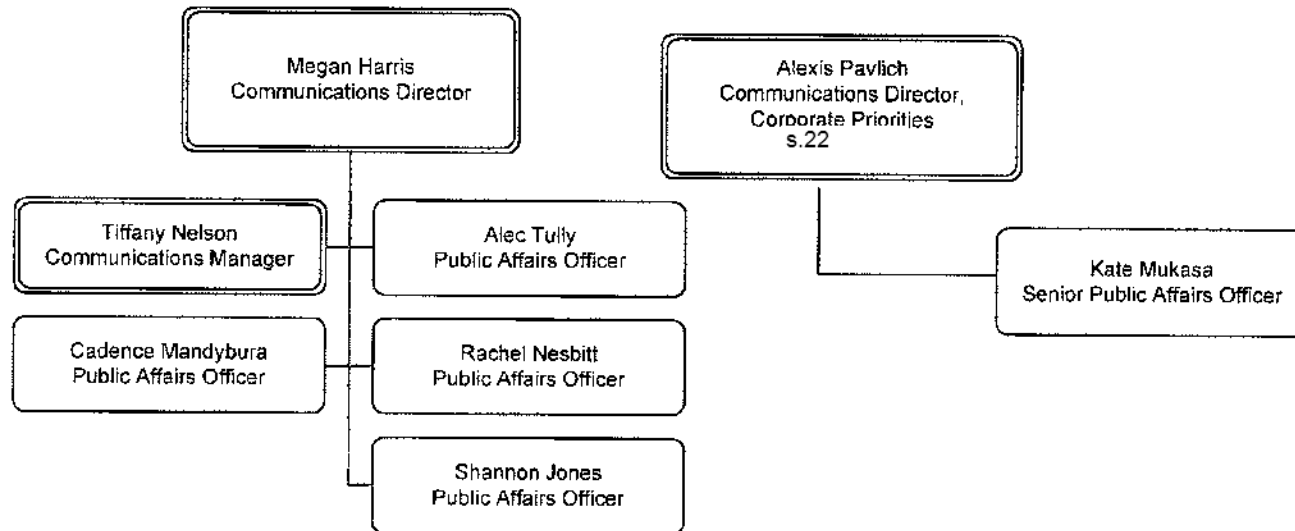 Megan Harris
Communications Director
Alexis Pavlich
Communications Director,
Corporate Priorities
s.22
Tiffany Nelson
Communications Manager
Alec Tully
Public Affairs Officer
Kate Mukasa
Senior Public Affairs Officer
Cadence Mandybura
Public Affairs Officer
Rachel Nesbitt
Public Affairs Officer
Shannon Jones
Public Affairs Officer